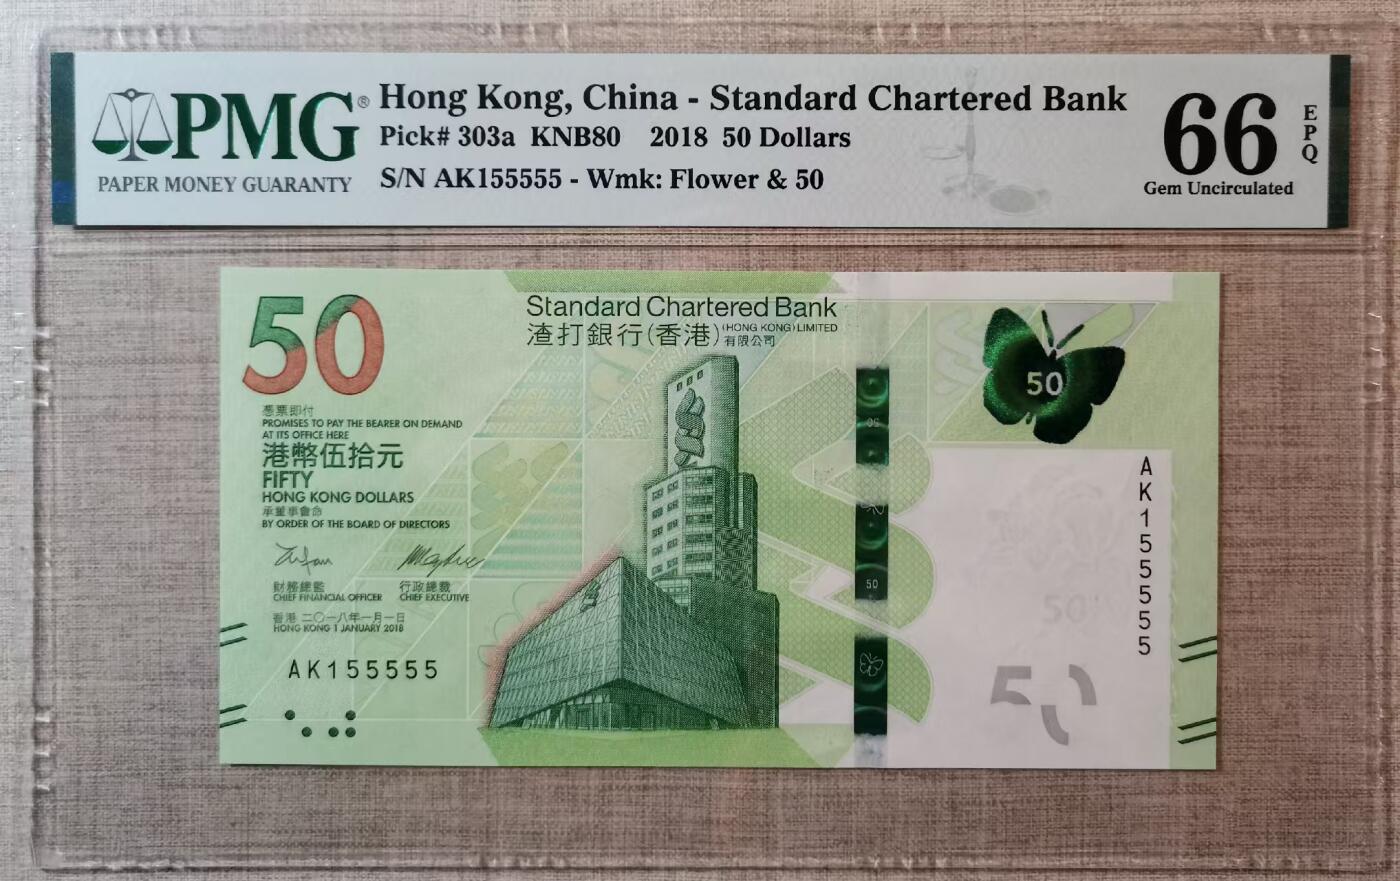 PMG®
PAPER MONEY GUARANTY
Hong Kong, China - Standard Chartered Bank
Pick# 303a KNB80 2018 50 Dollars
S/N AK155555 - Wmk: Flower & 50
66
EPQ
Gem Uncirculated
50
Standard Chartered Bank
渣打銀行(香港)(HONG KONG) LIMITED
有限公司
50
憑票即付
PROMISES TO PAY THE BEARER ON DEMAND
AT ITS OFFICE HERE
港幣伍拾元
FIFTY
HONG KONG DOLLARS
承董事會命
BY ORDER OF THE BOARD OF DIRECTORS
財務總監 行政總裁
CHIEF FINANCIAL OFFICER CHIEF EXECUTIVE
香港 二〇一八年一月一日
HONG KONG 1 JANUARY 2018
AK155555
50
50
50
50
AK155555